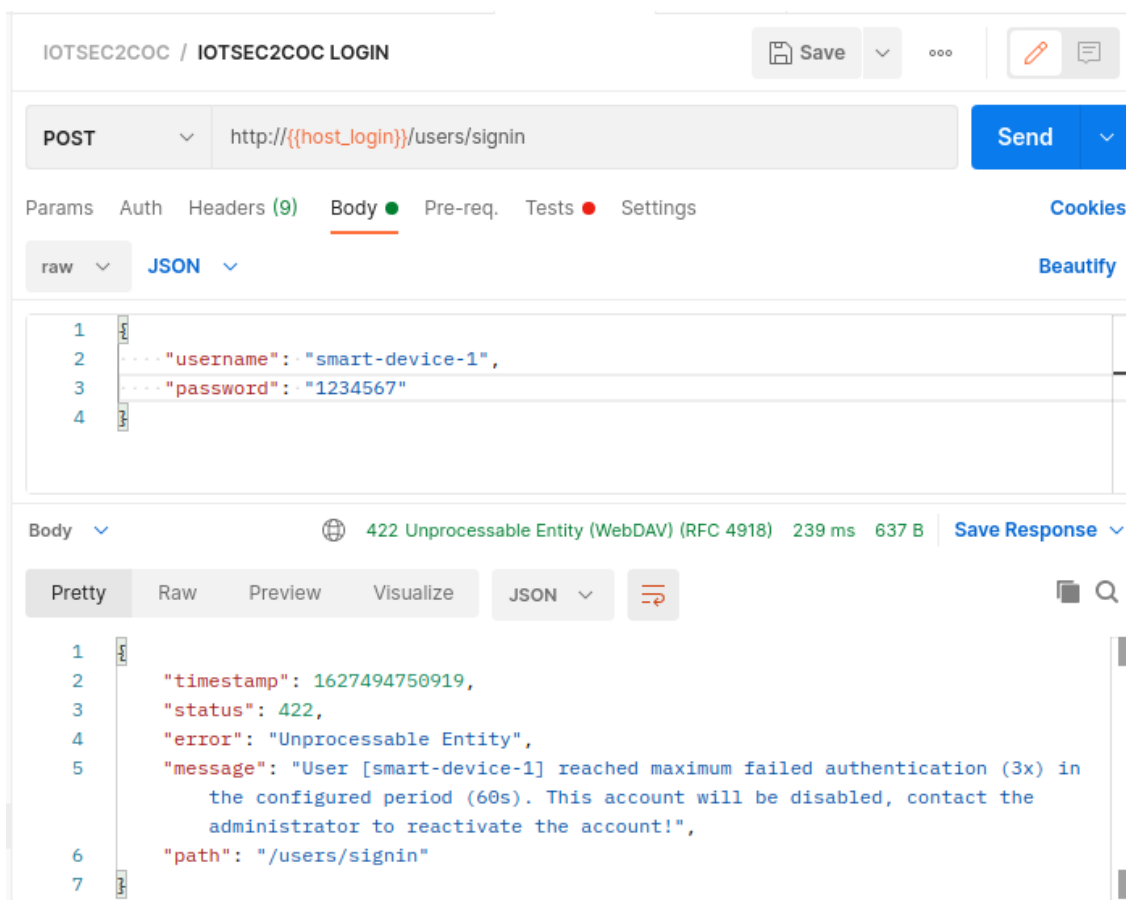 IOTSEC2COC / IOTSEC2COC LOGIN Save ooo
POST http://{{host_login}}/users/signin Send
Params Auth Headers (9) Body Pre-req. Tests Settings Cookies
raw JSON Beautify
1 {
2 "username": "smart-device-1",
3 "password": "1234567"
4 }
Body 422 Unprocessable Entity (WebDAV) (RFC 4918) 239 ms 637 B Save Response
Pretty Raw Preview Visualize JSON
1 {
2 "timestamp": 1627494750919,
3 "status": 422,
4 "error": "Unprocessable Entity",
5 "message": "User [smart-device-1] reached maximum failed authentication (3x) in
the configured period (60s). This account will be disabled, contact the
administrator to reactivate the account!",
6 "path": "/users/signin"
7 }